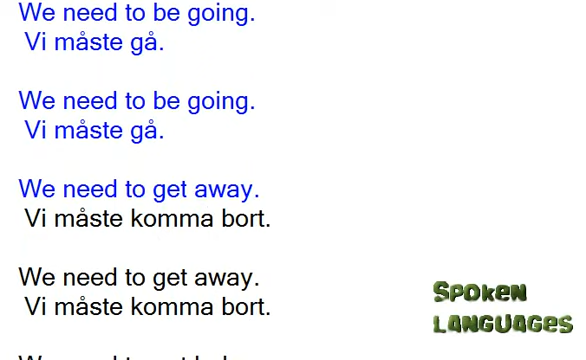 We need to be going.
Vi måste gå.
We need to be going.
Vi måste gå.
We need to get away.
Vi måste komma bort.
We need to get away.
Vi måste komma bort.
Spoken
Languages